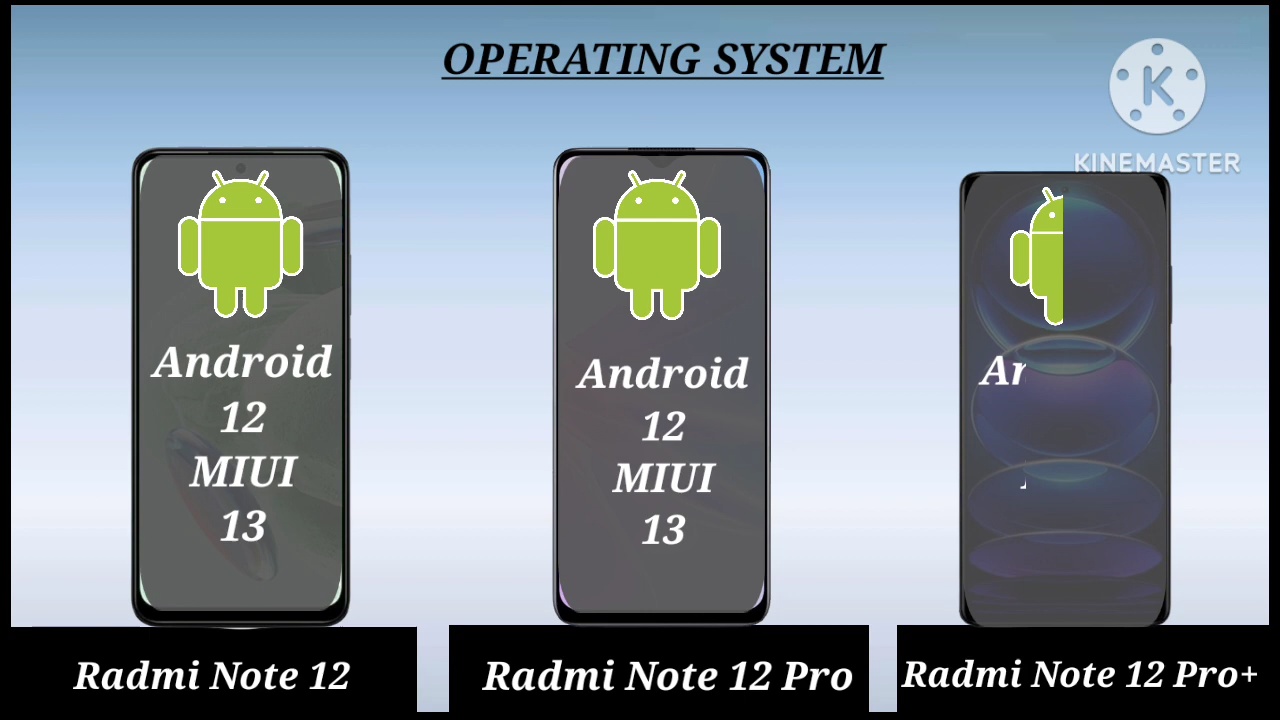 OPERATING SYSTEM
K
KINEMASTER
Android
12
MIUI
13
Android
12
MIUI
13
Radmi Note 12
Radmi Note 12 Pro
Radmi Note 12 Pro+